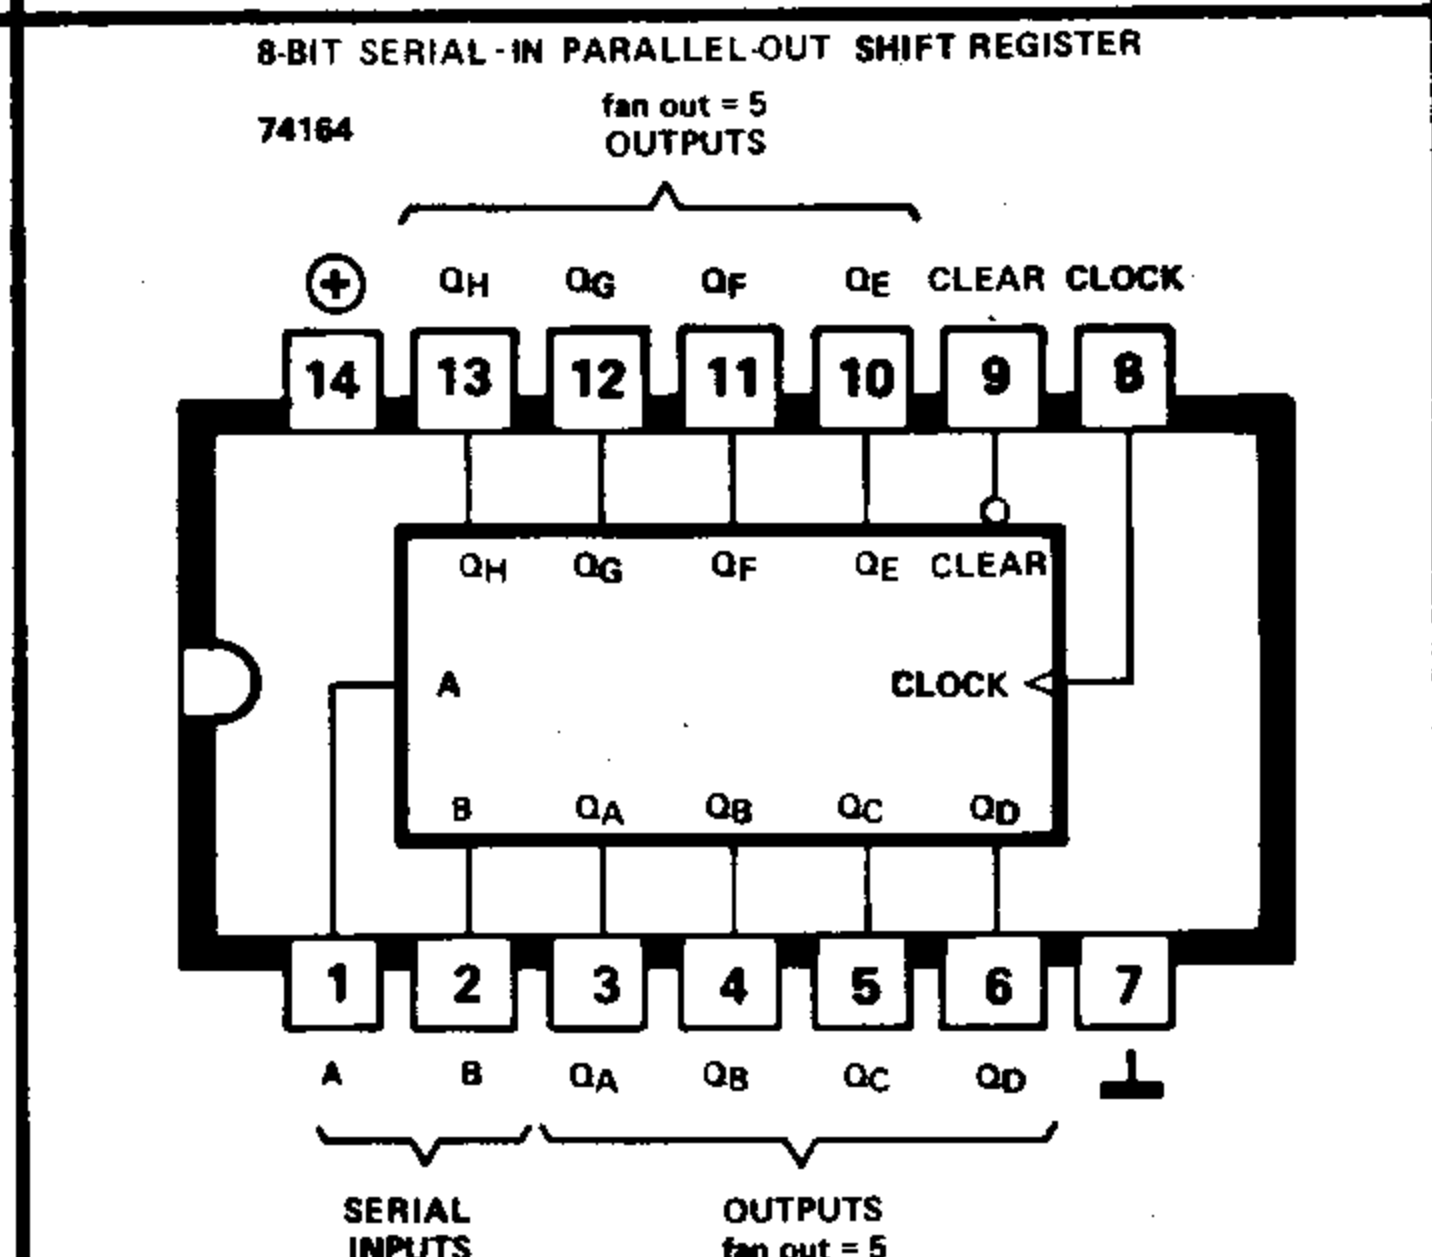 8-BIT SERIAL-IN PARALLEL-OUT SHIFT REGISTER
fan out = 5
74164
OUTPUTS
QH QG QF QE CLEAR CLOCK
14 13 12 11 10 9 8
QH QG QF QE CLEAR
A CLOCK
B QA QB QC QD
1 2 3 4 5 6 7
A B QA QB QC QD
SERIAL OUTPUTS
INPUTS fan out = 5